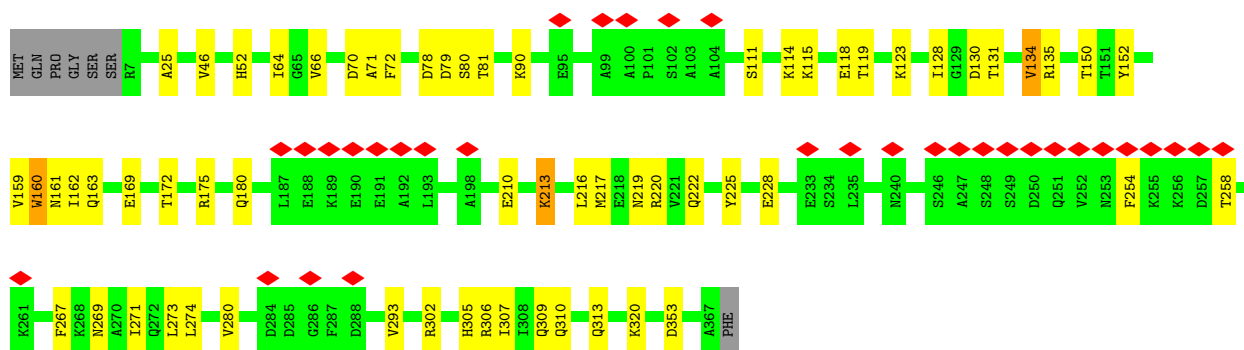 MET GLN PRO GLY SER SER R7 A25 V46 H52 I64 G65 V66 D70 A71 F72 D78 D79 S80 T81 K90 E95 A99 A100 P101 S102 A103 A104 S111 K114 K115 E118 T119 K123 I128 G129 D130 T131 V134 R135 T150 T151 Y152
V159 W160 N161 I162 Q163 E169 T172 R175 Q180 L187 E188 K189 E190 E191 A192 L193 A198 E210 K213 L216 M217 E218 N219 R220 V221 Q222 Y225 E228 E233 S234 L235 N240 S246 A247 S248 S249 D250 Q251 V252 N253 F254 K255 K256 D257 T258
K261 F267 K268 N269 A270 I271 Q272 L273 L274 V280 D284 D285 G286 F287 D288 V293 R302 H305 R306 I307 I308 Q309 Q310 Q313 K320 D353 A367 PHE